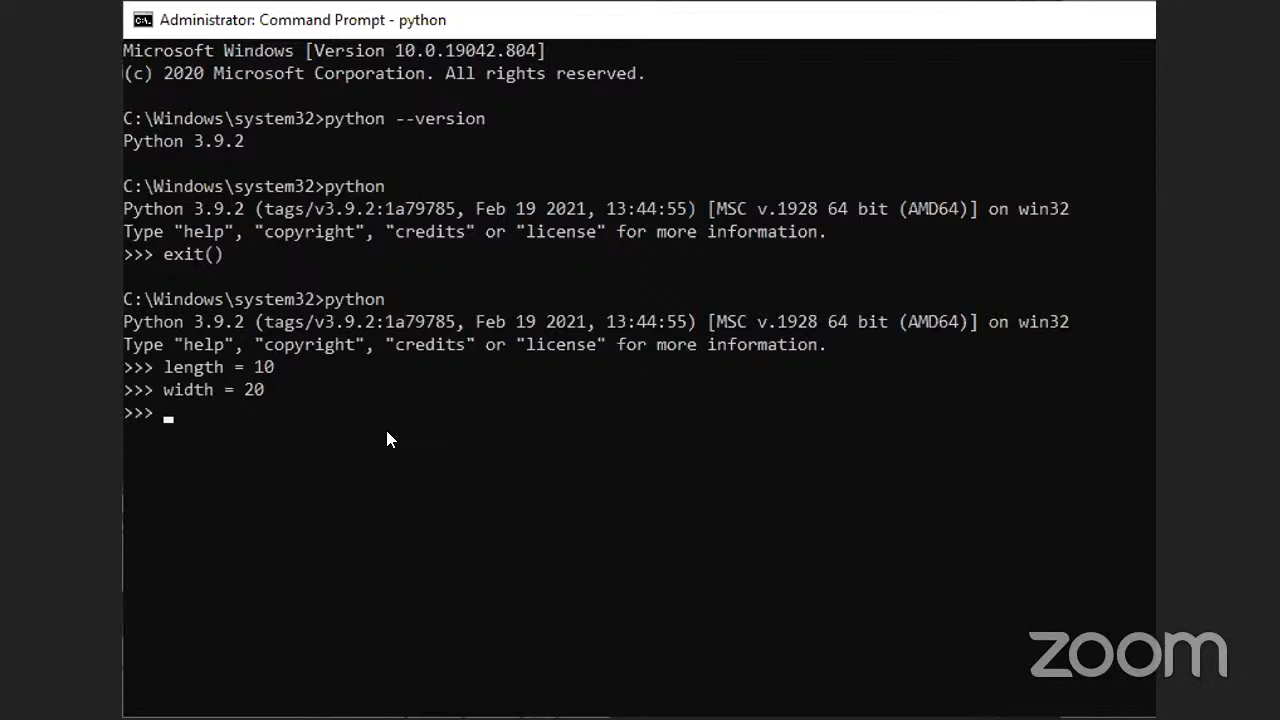 Administrator: Command Prompt - python
Microsoft Windows [Version 10.0.19042.804]
(c) 2020 Microsoft Corporation. All rights reserved.
C:\Windows\system32>python --version
Python 3.9.2
C:\Windows\system32>python
Python 3.9.2 (tags/v3.9.2:1a79785, Feb 19 2021, 13:44:55) [MSC v.1928 64 bit (AMD64)] on win32
Type "help", "copyright", "credits" or "license" for more information.
>>> exit()
C:\Windows\system32>python
Python 3.9.2 (tags/v3.9.2:1a79785, Feb 19 2021, 13:44:55) [MSC v.1928 64 bit (AMD64)] on win32
Type "help", "copyright", "credits" or "license" for more information.
>>> length = 10
>>> width = 20
>>>
zoom